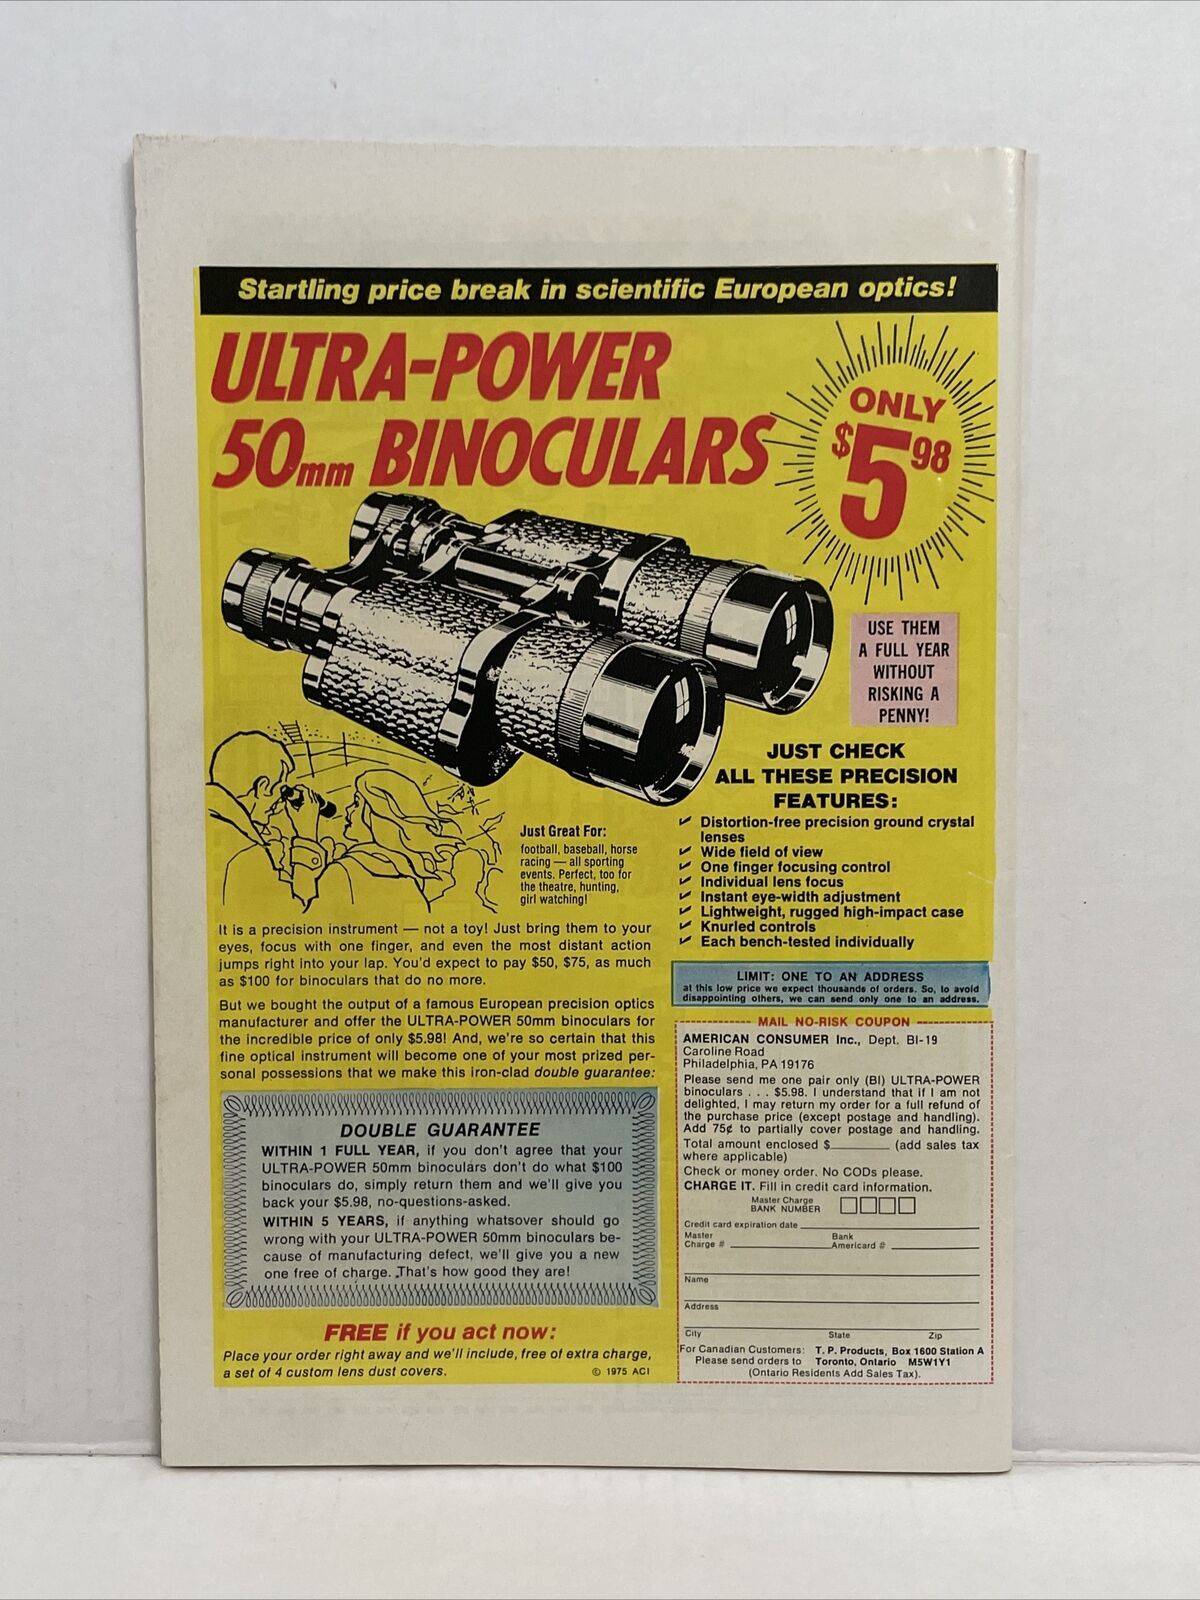 Startling price break in scientific European optics!
ULTRA-POWER
50mm BINOCULARS
ONLY
$5.98
USE THEM
A FULL YEAR
WITHOUT
RISKING A
PENNY!
JUST CHECK
ALL THESE PRECISION
FEATURES:
Distortion-free precision ground crystal
lenses
Wide field of view
One finger focusing control
Individual lens focus
Instant eye-width adjustment
Lightweight, rugged high-impact case
Knurled controls
Each bench-tested individually
Just Great For:
football, baseball, horse
racing — all sporting
events. Perfect, too for
the theatre, hunting,
girl watching!
It is a precision instrument — not a toy! Just bring them to your
eyes, focus with one finger, and even the most distant action
jumps right into your lap. You'd expect to pay $50, $75, as much
as $100 for binoculars that do no more.
But we bought the output of a famous European precision optics
manufacturer and offer the ULTRA-POWER 50mm binoculars for
the incredible price of only $5.98! And, we're so certain that this
fine optical instrument will become one of your most prized per-
sonal possessions that we make this iron-clad double guarantee:
DOUBLE GUARANTEE
WITHIN 1 FULL YEAR, if you don't agree that your
ULTRA-POWER 50mm binoculars don't do what $100
binoculars do, simply return them and we'll give you
back your $5.98, no-questions-asked.
WITHIN 5 YEARS, if anything whatsover should go
wrong with your ULTRA-POWER 50mm binoculars be-
cause of manufacturing defect, we'll give you a new
one free of charge. That's how good they are!
FREE if you act now:
Place your order right away and we'll include, free of extra charge,
a set of 4 custom lens dust covers.
© 1975 ACI
LIMIT: ONE TO AN ADDRESS
at this low price we expect thousands of orders. So, to avoid
disappointing others, we can send only one to an address.
MAIL NO-RISK COUPON
AMERICAN CONSUMER Inc., Dept. BI-19
Caroline Road
Philadelphia, PA 19176
Please send me one pair only (BI) ULTRA-POWER
binoculars . . . $5.98. I understand that if I am not
delighted, I may return my order for a full refund of
the purchase price (except postage and handling).
Add 75¢ to partially cover postage and handling.
Total amount enclosed $________ (add sales tax
where applicable)
Check or money order. No CODs please.
CHARGE IT. Fill in credit card information.
Master Charge
BANK NUMBER
Credit card expiration date
Master Bank
Charge # Americard #
Name
Address
City State Zip
For Canadian Customers: T. P. Products, Box 1600 Station A
Please send orders to Toronto, Ontario M5W1Y1
(Ontario Residents Add Sales Tax).